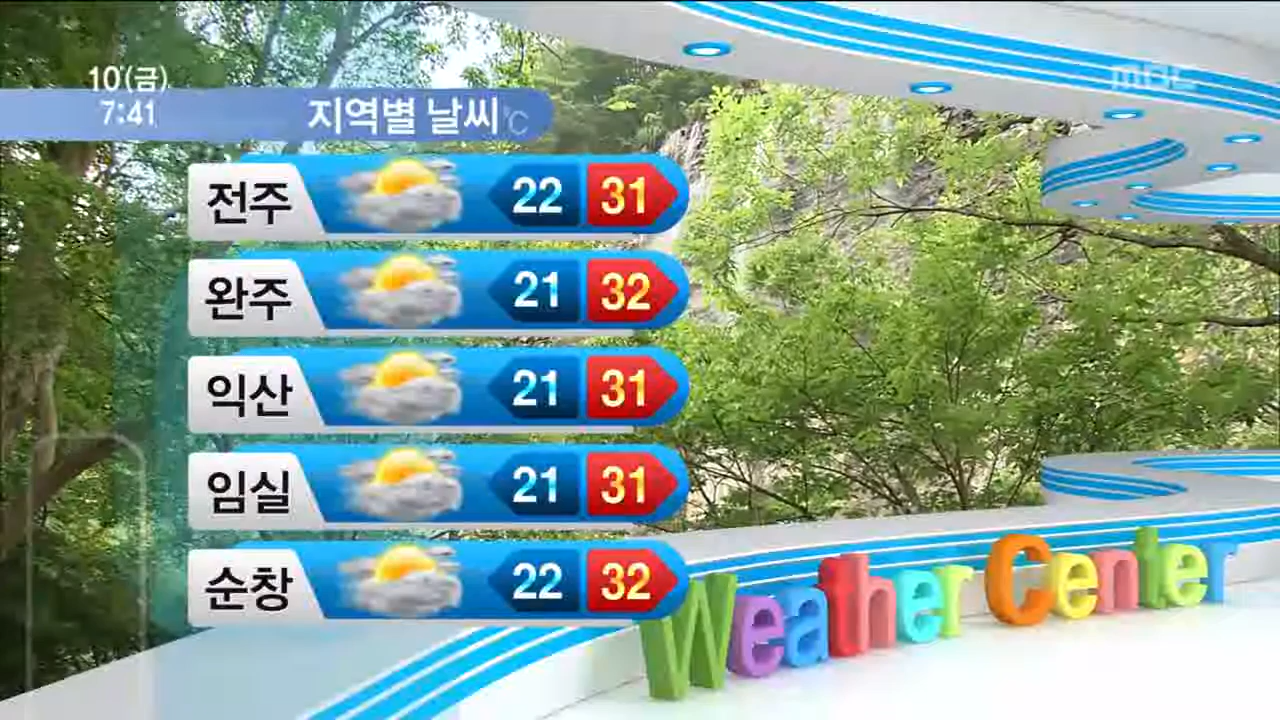 10(금)
7:41
지역별 날씨 ℃
mbc
전주 22 31
완주 21 32
익산 21 31
임실 21 31
순창 22 32
Weather Center